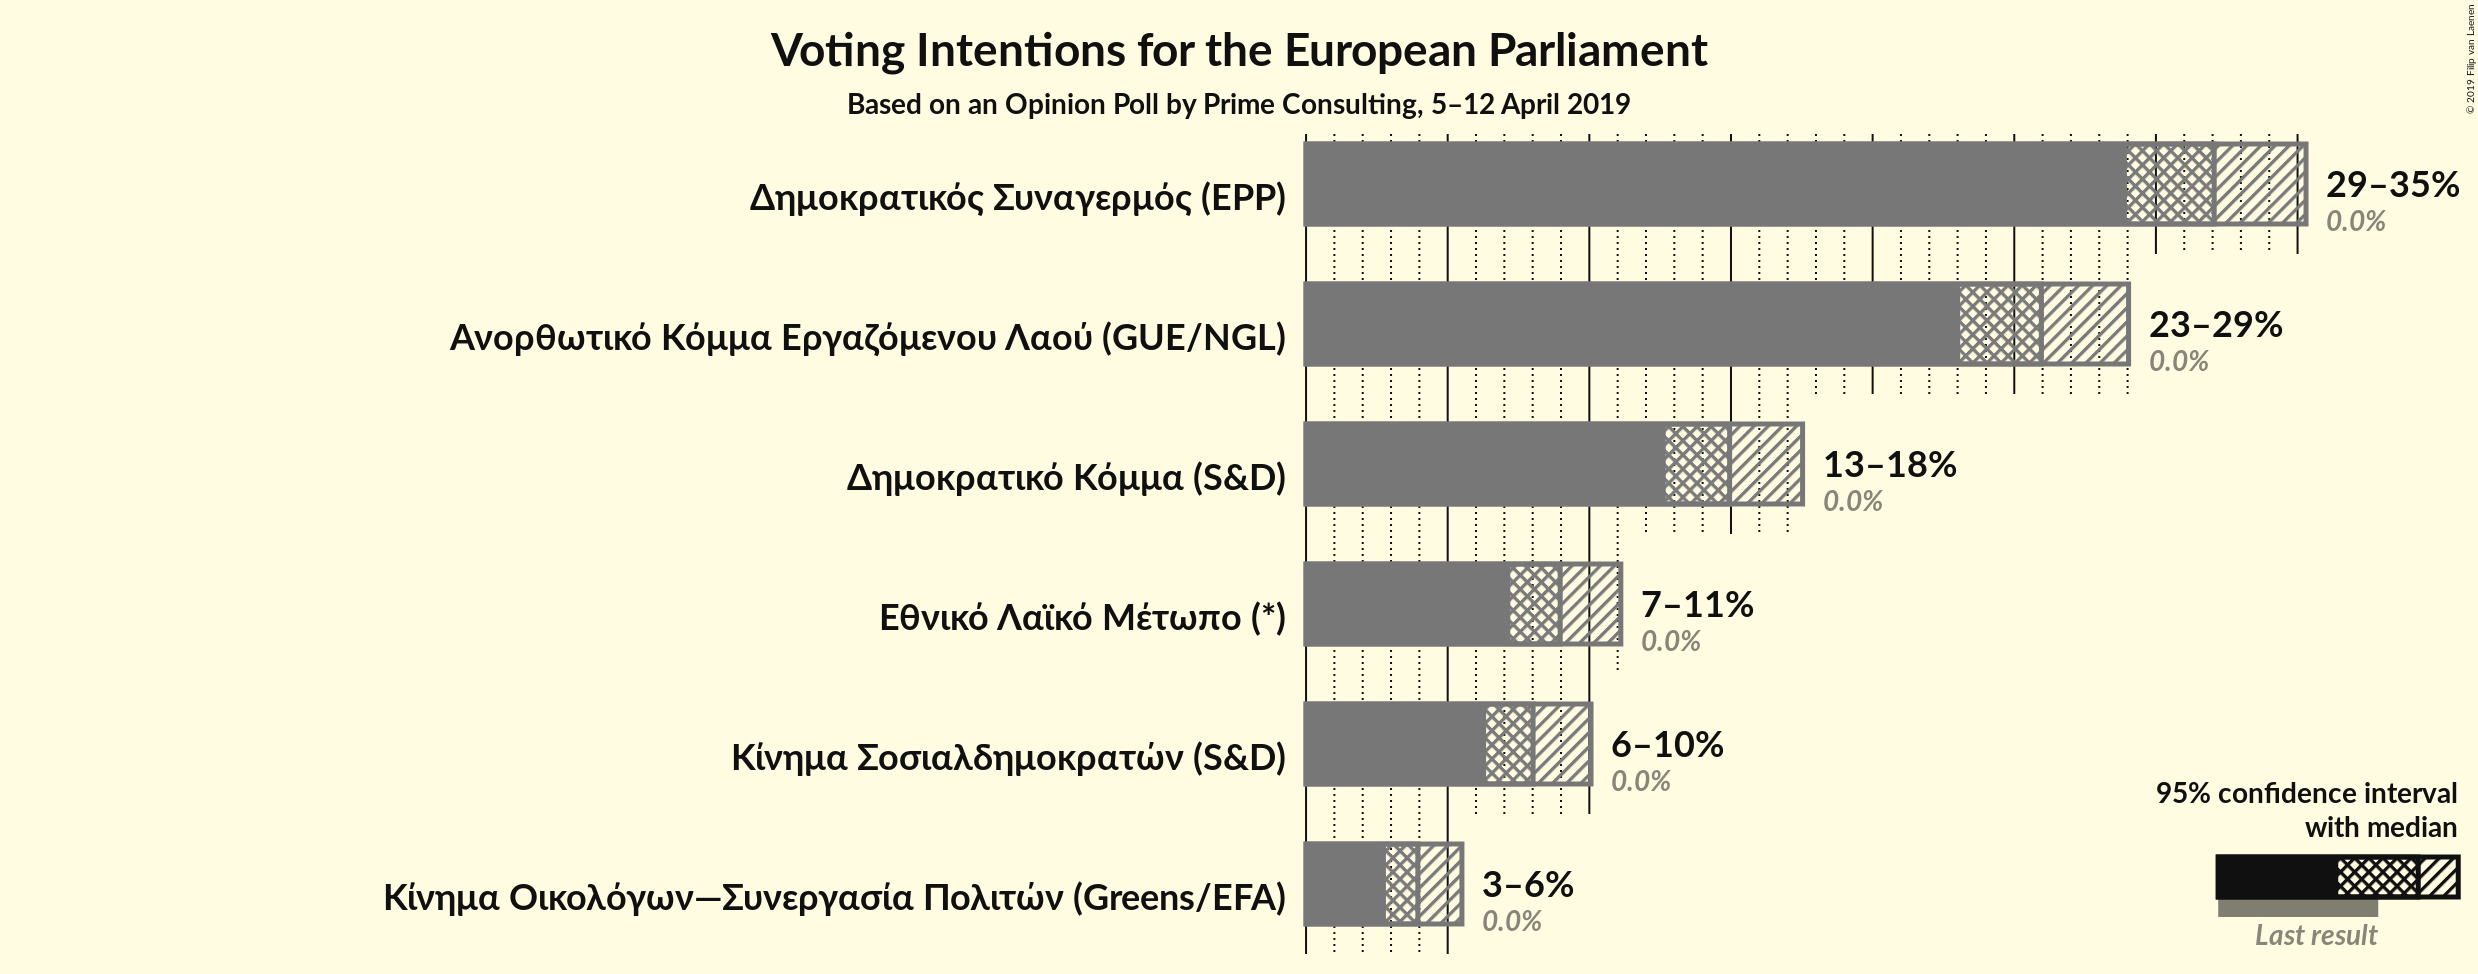 Voting Intentions for the European Parliament
Based on an Opinion Poll by Prime Consulting, 5–12 April 2019
© 2019 Filip van Laenen
Δημοκρατικός Συναγερμός (EPP)
29–35%
0.0%
Ανορθωτικό Κόμμα Εργαζόμενου Λαού (GUE/NGL)
23–29%
0.0%
Δημοκρατικό Κόμμα (S&D)
13–18%
0.0%
Εθνικό Λαϊκό Μέτωπο (*)
7–11%
0.0%
Κίνημα Σοσιαλδημοκρατών (S&D)
6–10%
0.0%
Κίνημα Οικολόγων—Συνεργασία Πολιτών (Greens/EFA)
3–6%
0.0%
95% confidence interval
with median
Last result